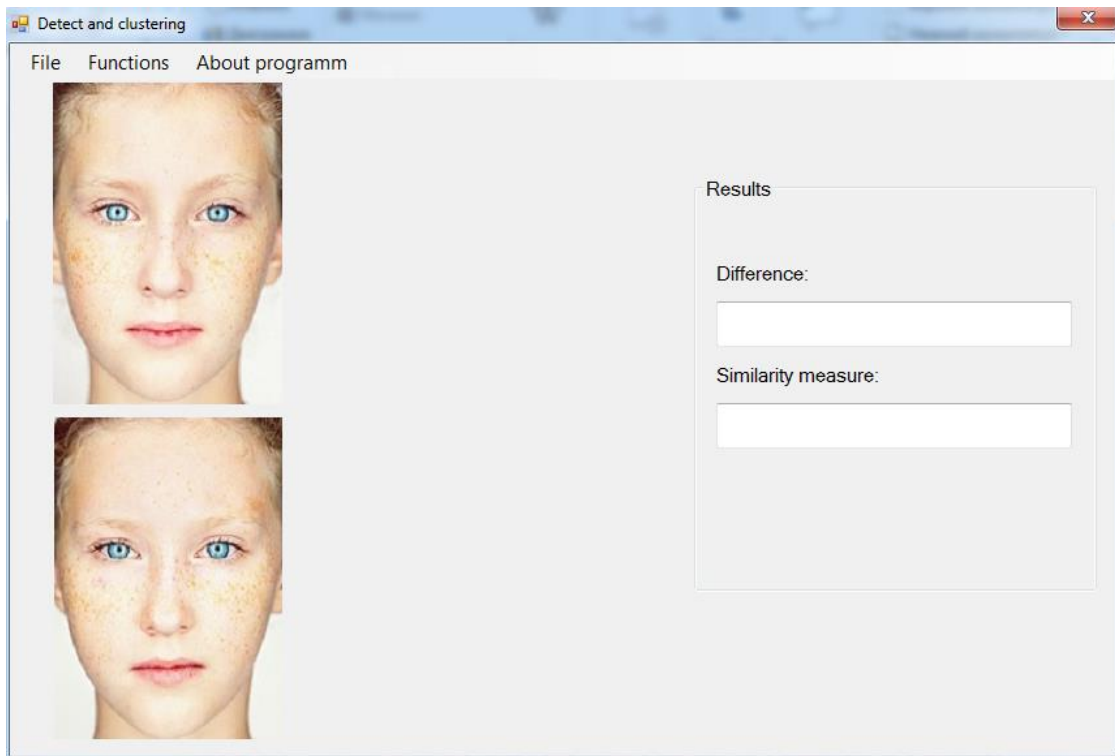 Detect and clustering
File Functions About programm
Results
Difference:
Similarity measure: